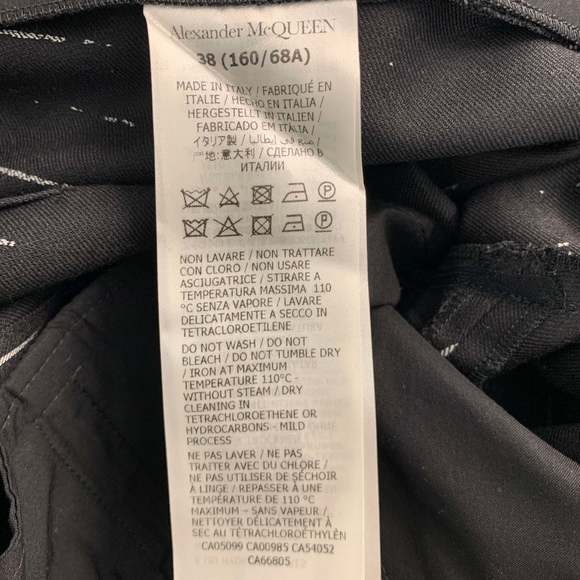 Alexander McQUEEN
38 (160/68A)
MADE IN ITALY / FABRIQUÉ EN
ITALIE / HECHO EN ITALIA /
HERGESTELLT IN ITALIEN /
FABRICADO EM ITALIA /
イタリア製 / صنع في إيطاليا /
产地:意大利 / СДЕЛАНО В
ИТАЛИИ
NON LAVARE / NON TRATTARE
CON CLORO / NON USARE
ASCIUGATRICE / STIRARE A
TEMPERATURA MASSIMA 110
°C SENZA VAPORE / LAVARE
DELICATAMENTE A SECCO IN
TETRACLOROETILENE
DO NOT WASH / DO NOT
BLEACH / DO NOT TUMBLE DRY
/ IRON AT MAXIMUM
TEMPERATURE 110°C -
WITHOUT STEAM / DRY
CLEANING IN
TETRACHLOROETHENE OR
HYDROCARBONS - MILD
PROCESS
NE PAS LAVER / NE PAS
TRAITER AVEC DU CHLORE /
NE PAS UTILISER DE SÉCHOIR
À LINGE / REPASSER À UNE
TEMPÉRATURE DE 110 °C
MAXIMUM - SANS VAPEUR /
NETTOYER DÉLICATEMENT À
SEC AU TÉTRACHLOROÉTHYLÈN
CA05099 CA00985 CA54052
CA66805